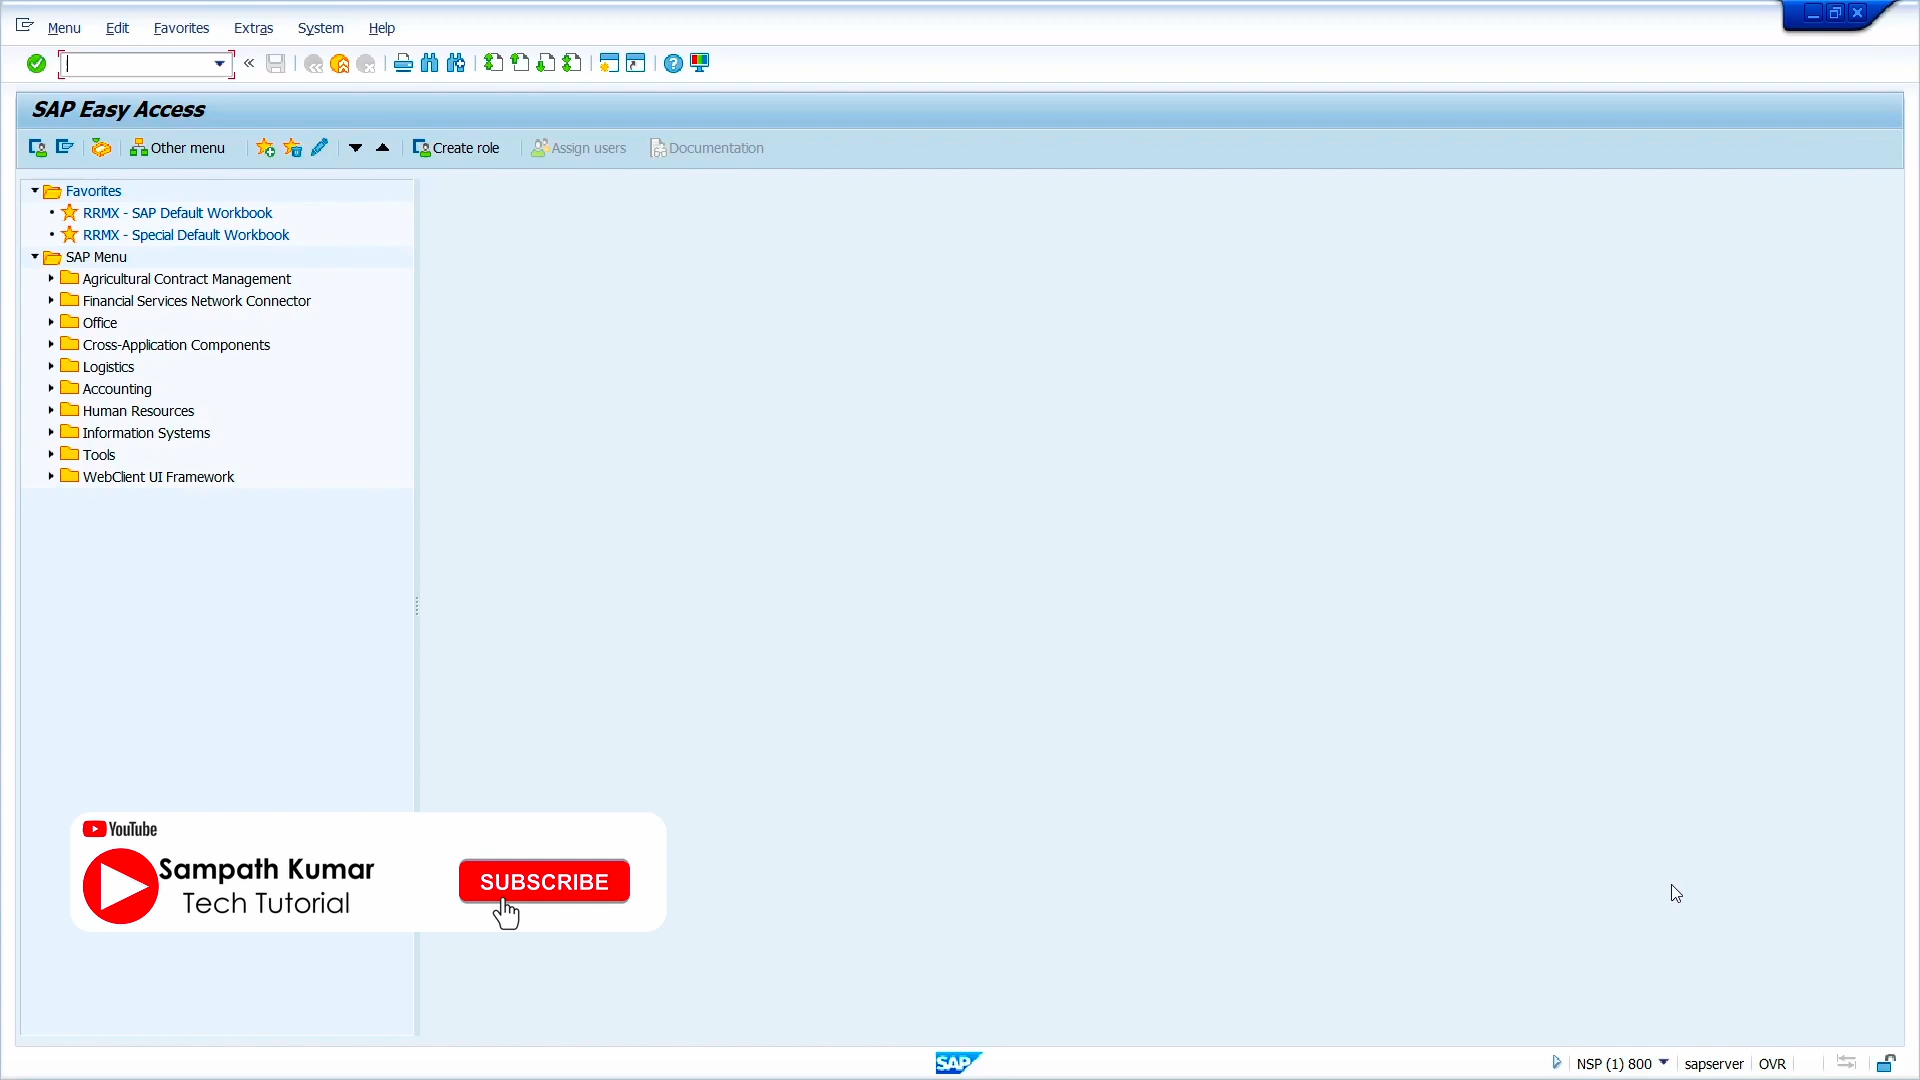 Menu Edit Favorites Extras System Help
SAP Easy Access
Other menu Create role Assign users Documentation
Favorites
RRMX - SAP Default Workbook
RRMX - Special Default Workbook
SAP Menu
Agricultural Contract Management
Financial Services Network Connector
Office
Cross-Application Components
Logistics
Accounting
Human Resources
Information Systems
Tools
WebClient UI Framework
YouTube
Sampath Kumar
Tech Tutorial
SUBSCRIBE
SAP
NSP (1) 800 sapserver OVR